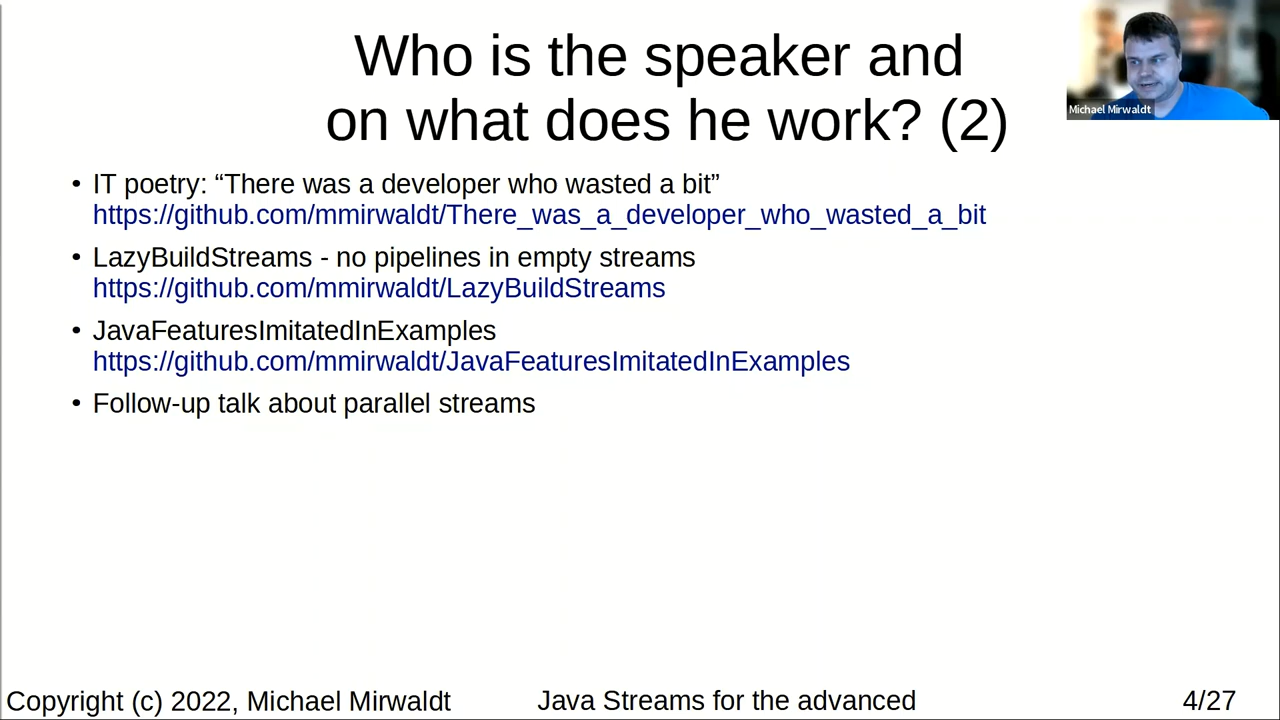 Who is the speaker and
on what does he work? (2)
Michael Mirwaldt
• IT poetry: “There was a developer who wasted a bit”
https://github.com/mmirwaldt/There_was_a_developer_who_wasted_a_bit
• LazyBuildStreams - no pipelines in empty streams
https://github.com/mmirwaldt/LazyBuildStreams
• JavaFeaturesImitatedInExamples
https://github.com/mmirwaldt/JavaFeaturesImitatedInExamples
• Follow-up talk about parallel streams
Copyright (c) 2022, Michael Mirwaldt
Java Streams for the advanced
4/27